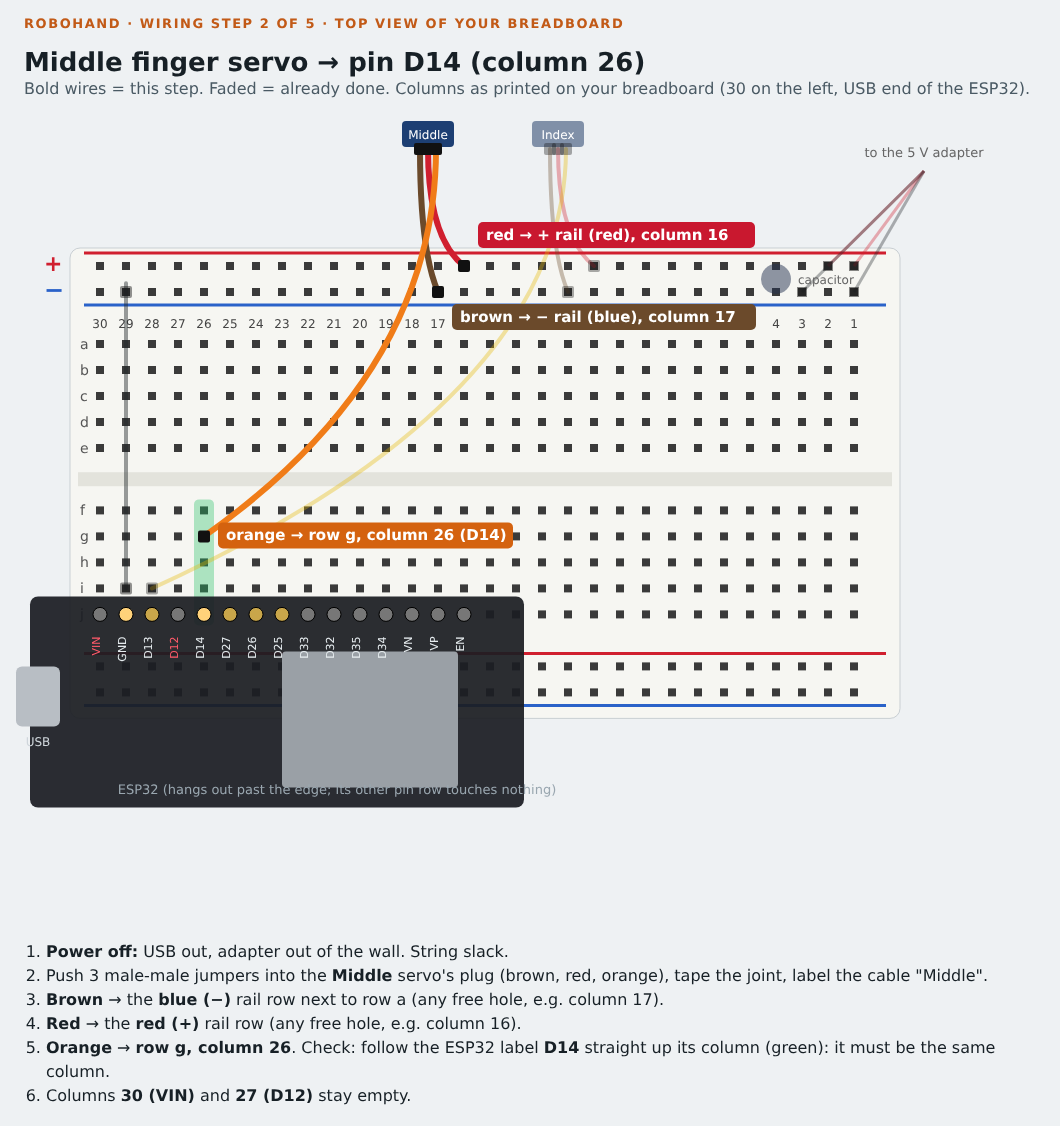 ROBOHAND · WIRING STEP 2 OF 5 · TOP VIEW OF YOUR BREADBOARD
Middle finger servo → pin D14 (column 26)
Bold wires = this step. Faded = already done. Columns as printed on your breadboard (30 on the left, USB end of the ESP32).
Middle
Index
to the 5 V adapter
red → + rail (red), column 16
+
−
capacitor
brown → − rail (blue), column 17
30 29 28 27 26 25 24 23 22 21 20 19 18 17 4 3 2 1
a
b
c
d
e
f
g
orange → row g, column 26 (D14)
h
i
j
VIN GND D13 D12 D14 D27 D26 D25 D33 D32 D35 D34 VN VP EN
USB
ESP32 (hangs out past the edge; its other pin row touches nothing)
1. Power off: USB out, adapter out of the wall. String slack.
2. Push 3 male-male jumpers into the Middle servo's plug (brown, red, orange), tape the joint, label the cable "Middle".
3. Brown → the blue (−) rail row next to row a (any free hole, e.g. column 17).
4. Red → the red (+) rail row (any free hole, e.g. column 16).
5. Orange → row g, column 26. Check: follow the ESP32 label D14 straight up its column (green): it must be the same
column.
6. Columns 30 (VIN) and 27 (D12) stay empty.